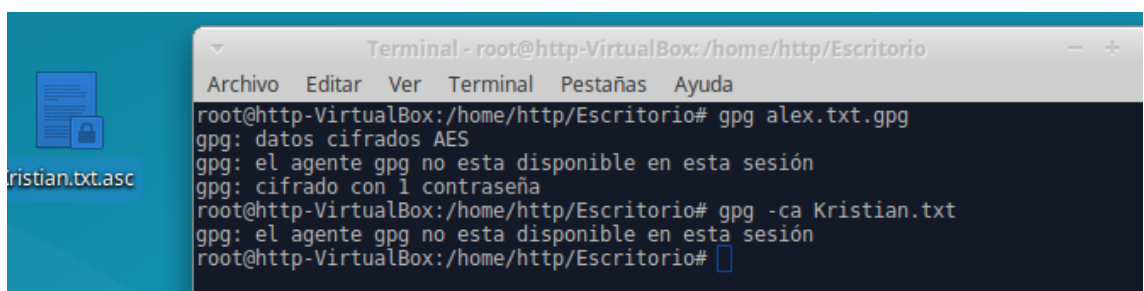 Terminal - root@http-VirtualBox: /home/http/Escritorio
Archivo Editar Ver Terminal Pestañas Ayuda
root@http-VirtualBox:/home/http/Escritorio# gpg alex.txt.gpg
gpg: datos cifrados AES
gpg: el agente gpg no esta disponible en esta sesión
gpg: cifrado con 1 contraseña
root@http-VirtualBox:/home/http/Escritorio# gpg -ca Kristian.txt
gpg: el agente gpg no esta disponible en esta sesión
root@http-VirtualBox:/home/http/Escritorio#
ristian.txt.asc